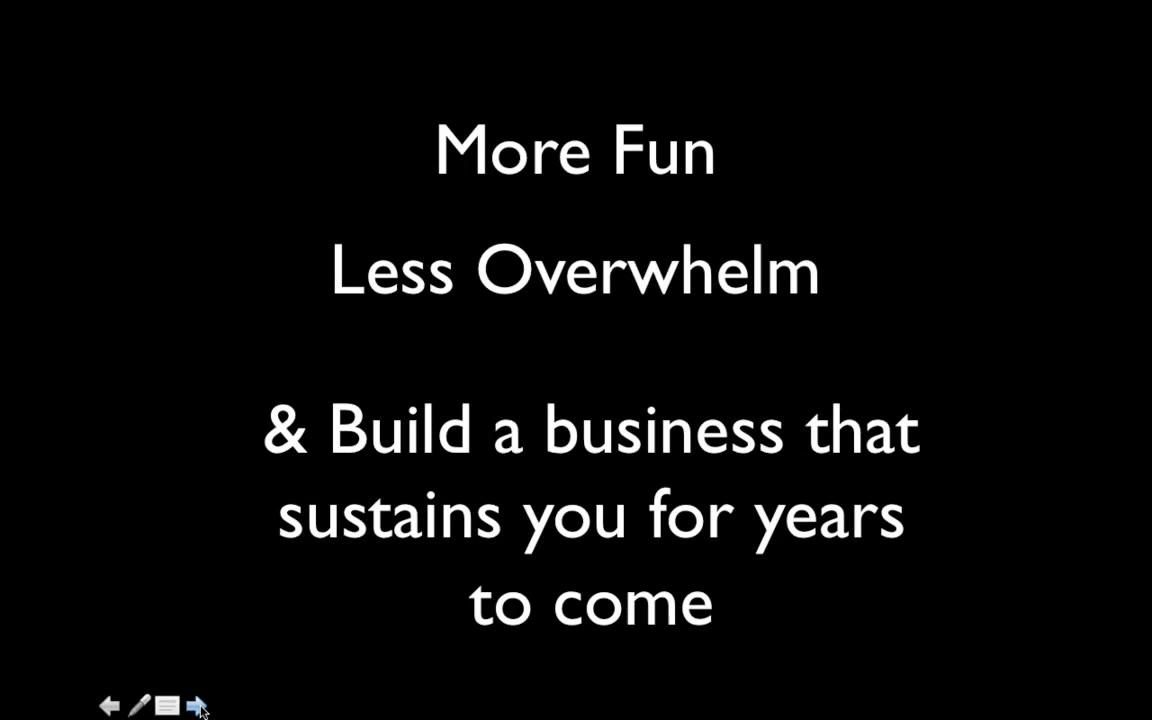 More Fun
Less Overwhelm
& Build a business that
sustains you for years
to come